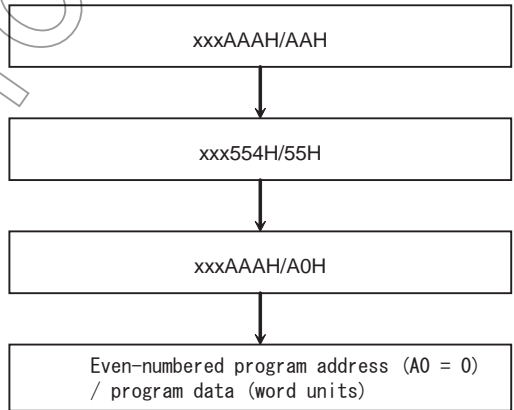 xxxAAAH/AAH
xxx554H/55H
xxxAAAH/A0H
Even-numbered program address (A0 = 0)
/ program data (word units)